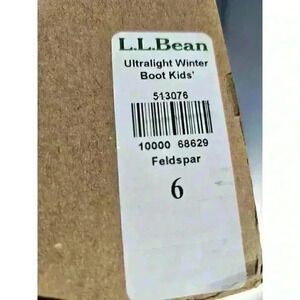 L.L.Bean
Ultralight Winter
Boot Kids'
513076
10000 68629
Feldspar
6